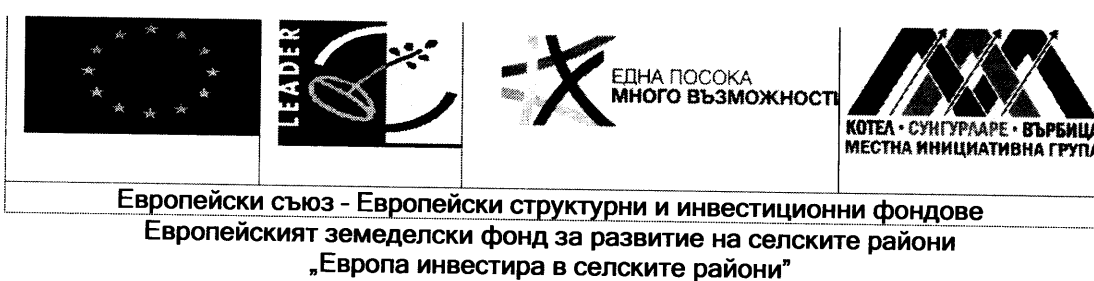 LEADER
ЕДНА ПОСОКА
МНОГО ВЪЗМОЖНОСТ
КОТЕЛ • СУНГУРЛАРЕ • ВЪРБИЦА
МЕСТНА ИНИЦИАТИВНА ГРУПА
Европейски съюз - Европейски структурни и инвестиционни фондове
Европейският земеделски фонд за развитие на селските райони
„Европа инвестира в селските райони”